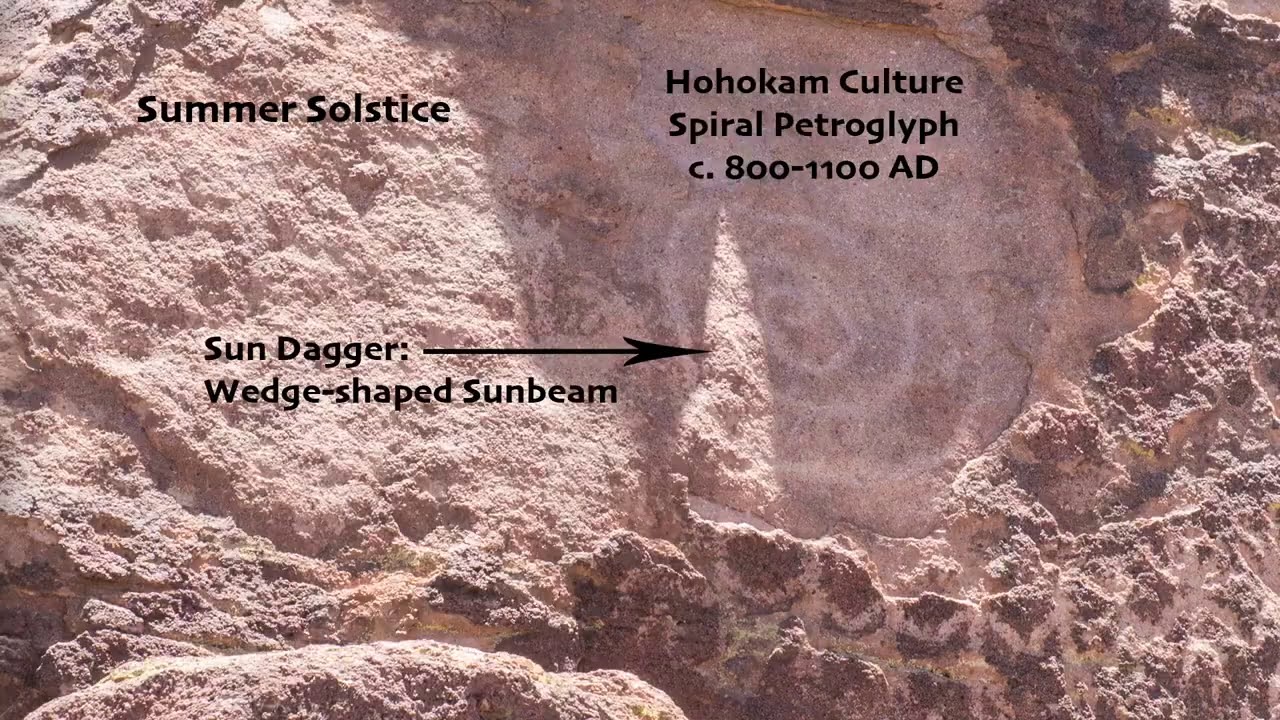 Summer Solstice
Hohokam Culture
Spiral Petroglyph
c. 800-1100 AD
Sun Dagger:
Wedge-shaped Sunbeam